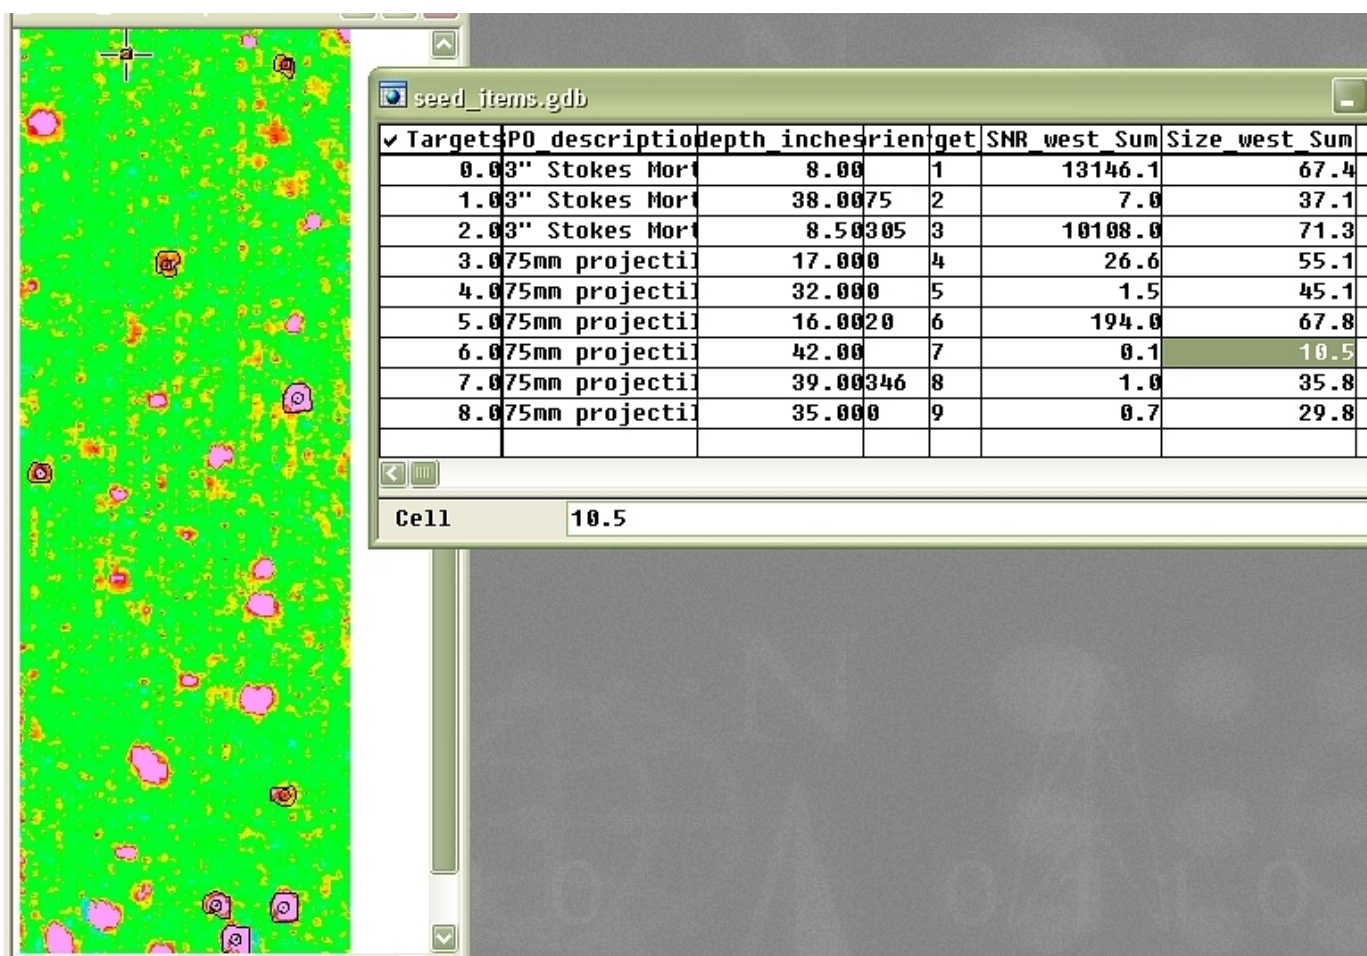 seed_items.gdb
✓ Targets PO_description depth_inches rien get SNR_west_Sum Size_west_Sum
0.0 3" Stokes Mort 8.00 1 13146.1 67.4
1.0 3" Stokes Mort 38.00 75 2 7.0 37.1
2.0 3" Stokes Mort 8.50 305 3 10108.0 71.3
3.0 75mm projectil 17.00 0 4 26.6 55.1
4.0 75mm projectil 32.00 0 5 1.5 45.1
5.0 75mm projectil 16.00 20 6 194.0 67.8
6.0 75mm projectil 42.00 7 0.1 10.5
7.0 75mm projectil 39.00 346 8 1.0 35.8
8.0 75mm projectil 35.00 0 9 0.7 29.8
Cell 10.5